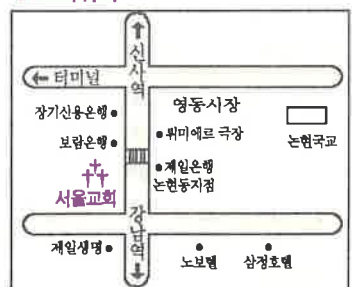 신사역
터미널
장기신용은행
영동시장
보람은행
뤼미에르 극장
논현국교
제일은행
논현동지점
서울교회
강남역
제일생명
노보텔
삼정호텔